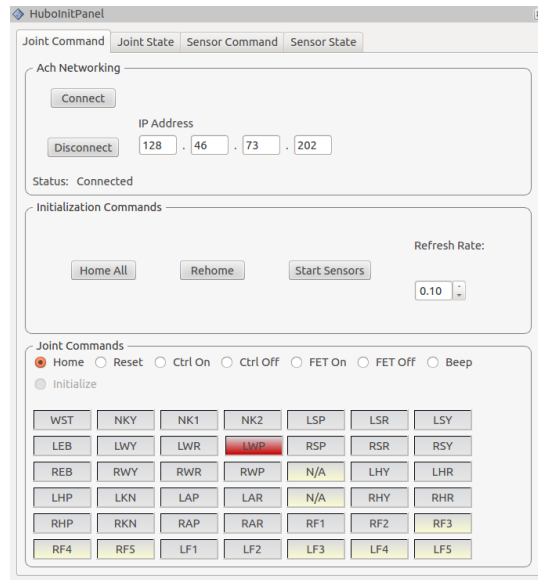 HuboInitPanel
Joint Command Joint State Sensor Command Sensor State
Ach Networking
Connect
IP Address
Disconnect 128 . 46 . 73 . 202
Status: Connected
Initialization Commands
Refresh Rate:
Home All Rehome Start Sensors
0.10
Joint Commands
Home Reset Ctrl On Ctrl Off FET On FET Off Beep
Initialize
WST NKY NK1 NK2 LSP LSR LSY
LEB LWY LWR LWP RSP RSR RSY
REB RWY RWR RWP N/A LHY LHR
LHP LKN LAP LAR N/A RHY RHR
RHP RKN RAP RAR RF1 RF2 RF3
RF4 RF5 LF1 LF2 LF3 LF4 LF5